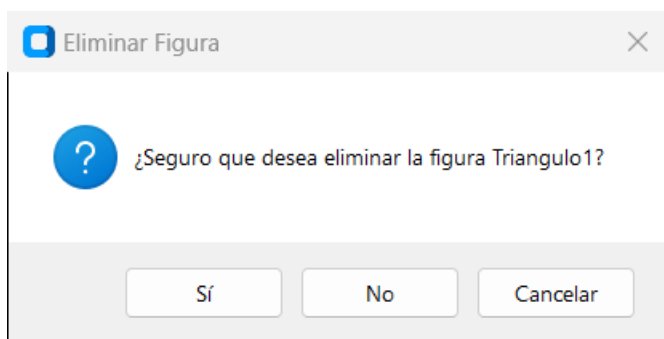 Eliminar Figura
¿Seguro que desea eliminar la figura Triangulo1?
Sí No Cancelar